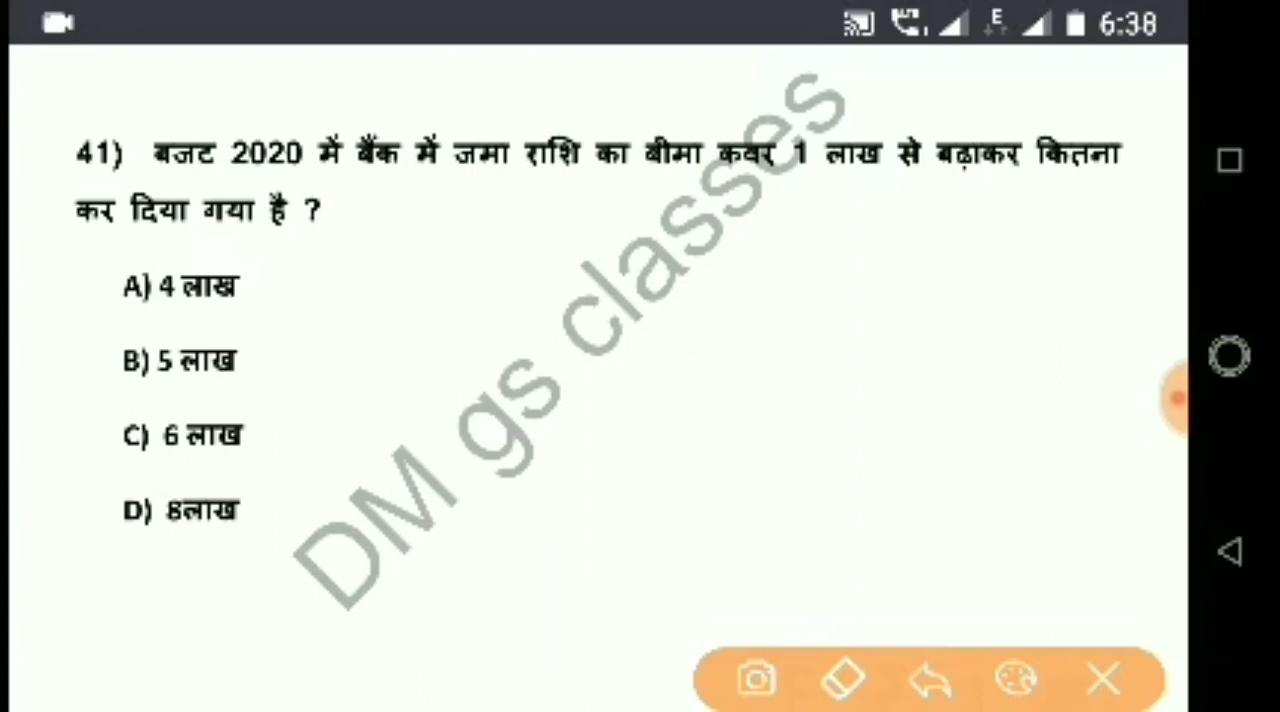 6:38
41) बजट 2020 में बैंक में जमा राशि का बीमा कवर 1 लाख से बढ़ाकर कितना
कर दिया गया है ?
A) 4 लाख
B) 5 लाख
C) 6 लाख
D) 8लाख
DM gs classes